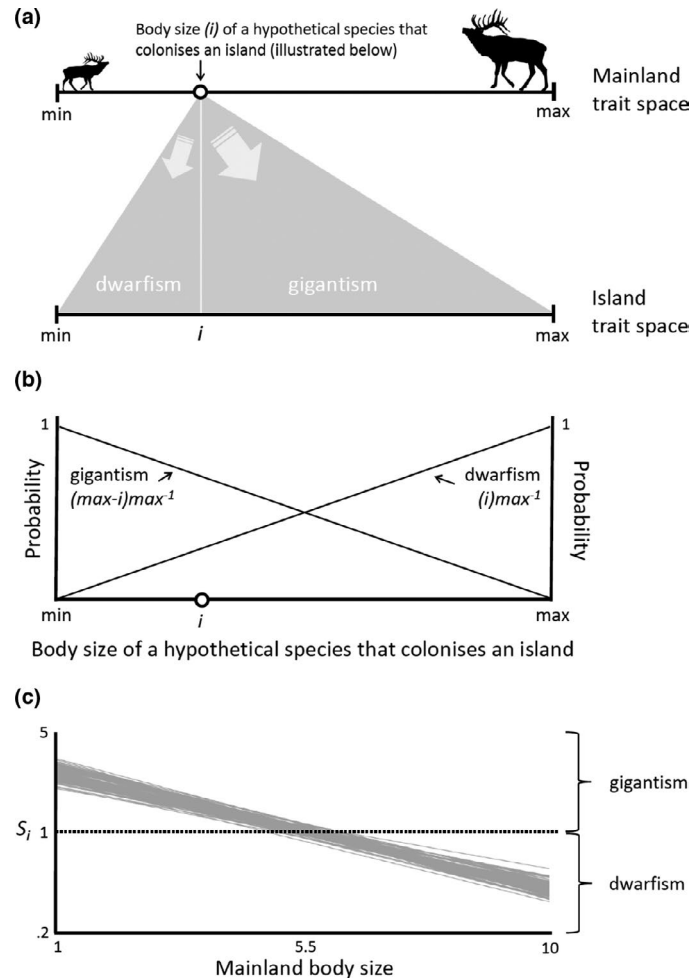 (a)
Body size (i) of a hypothetical species that
colonises an island (illustrated below)
min
max
Mainland
trait space
dwarfism
gigantism
min
i
max
Island
trait space
(b)
1
1
gigantism
(max-i)max⁻¹
dwarfism
(i)max⁻¹
Probability
Probability
min
i
max
Body size of a hypothetical species that colonises an island
(c)
5
gigantism
Sᵢ
1
dwarfism
.2
1
5.5
10
Mainland body size